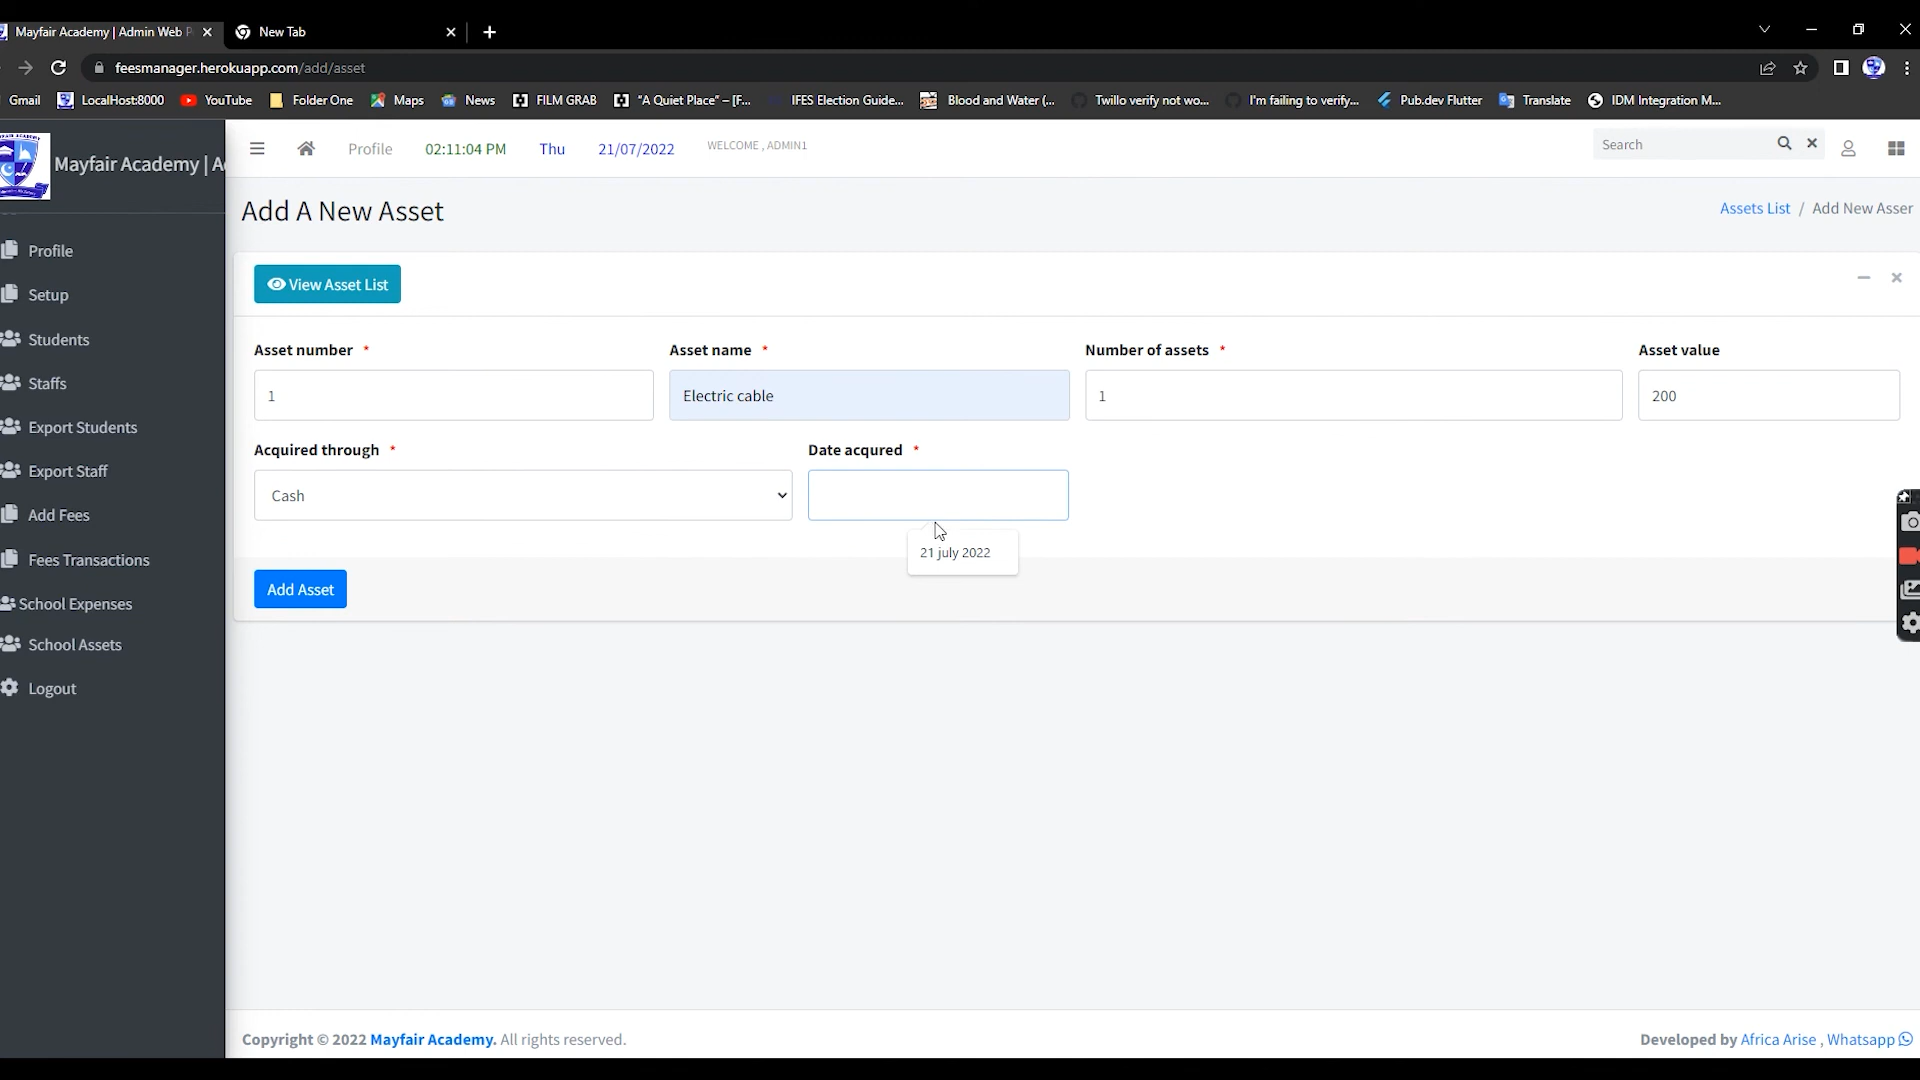 Mayfair Academy | Admin Web P
New Tab
feesmanager.herokuapp.com/add/asset
Gmail
LocalHost:8000
YouTube
Folder One
Maps
News
FILM GRAB
"A Quiet Place" – [F...
IFES Election Guide...
Blood and Water (...
Twillo verify not wo...
I'm failing to verify...
Pub.dev Flutter
Translate
IDM Integration M...
Mayfair Academy | A
Profile
02:11:04 PM
Thu
21/07/2022
WELCOME , ADMIN1
Search
Add A New Asset
Assets List / Add New Asser
Profile
Setup
Students
Staffs
Export Students
Export Staff
Add Fees
Fees Transactions
School Expenses
School Assets
Logout
View Asset List
Asset number *
Asset name *
Number of assets *
Asset value
1
Electric cable
1
200
Acquired through *
Date acqured *
Cash
21 july 2022
Add Asset
Copyright © 2022 Mayfair Academy. All rights reserved.
Developed by Africa Arise , Whatsapp